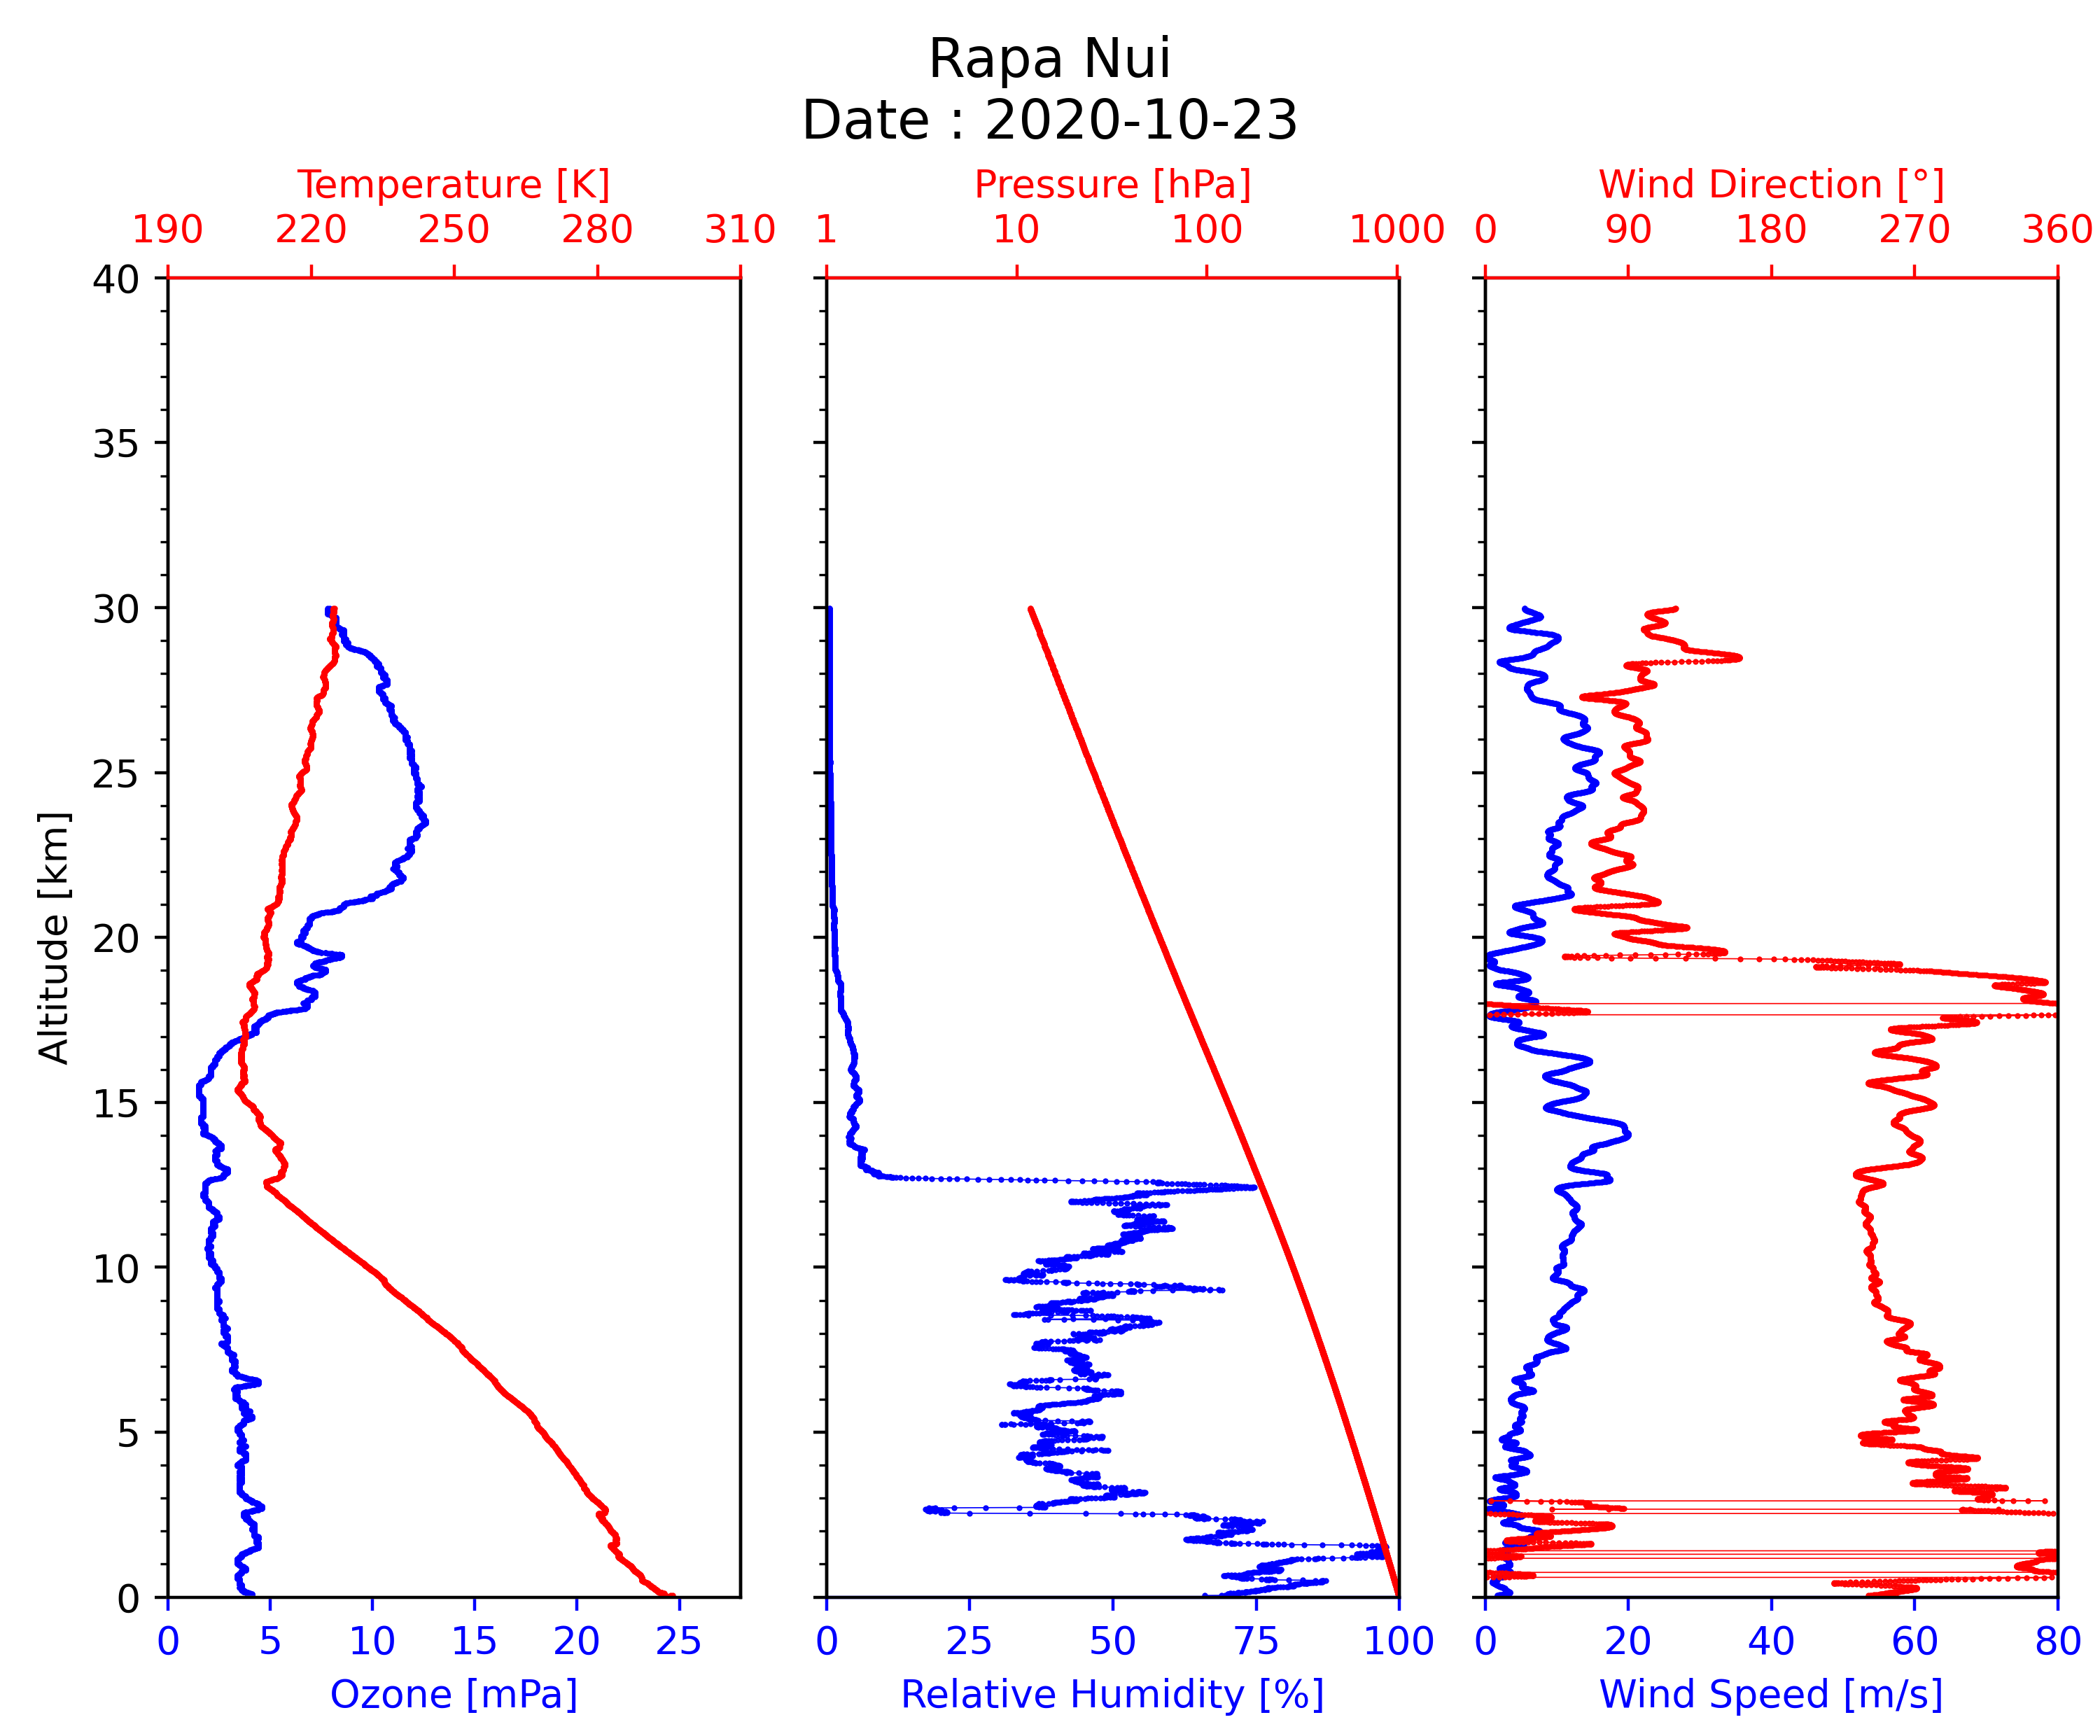 Rapa Nui
Date : 2020-10-23
Temperature [K] Pressure [hPa] Wind Direction [°]
190 220 250 280 310 1 10 100 1000 0 90 180 270 360
40
35
30
25
20
15
10
5
0
Altitude [km]
0 5 10 15 20 25 0 25 50 75 100 0 20 40 60 80
Ozone [mPa] Relative Humidity [%] Wind Speed [m/s]